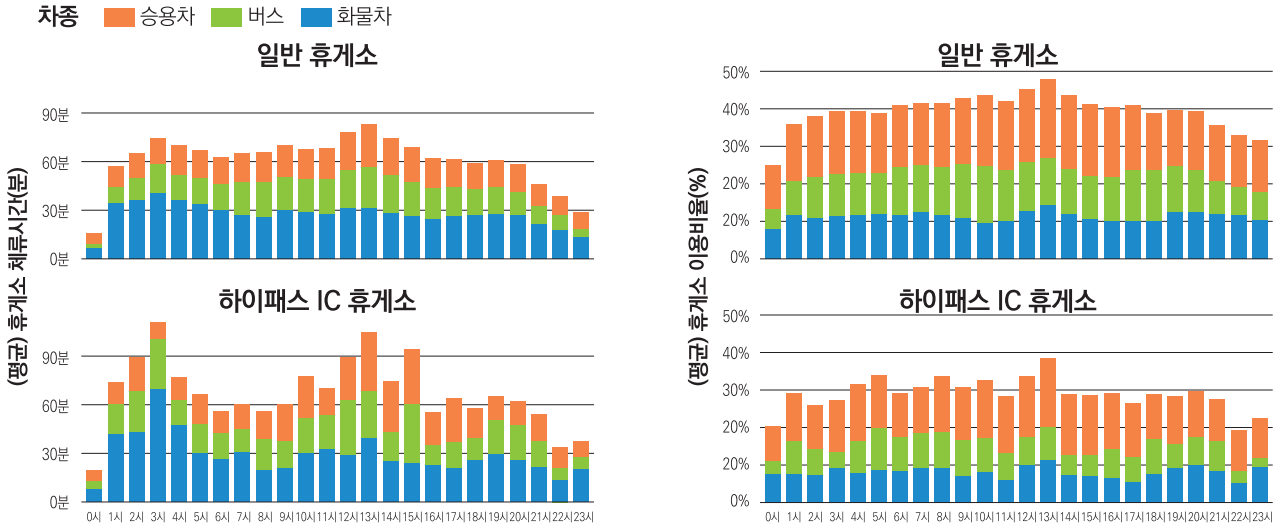 차종 승용차 버스 화물차
일반 휴게소
90분
60분
30분
0분
하이패스 IC 휴게소
90분
60분
30분
0분
(평균) 휴게소 체류시간(분)
0시 1시 2시 3시 4시 5시 6시 7시 8시 9시 10시 11시 12시 13시 14시 15시 16시 17시 18시 19시 20시 21시 22시 23시
일반 휴게소
50%
40%
30%
20%
20%
0%
하이패스 IC 휴게소
50%
40%
30%
20%
20%
0%
(평균) 휴게소 이용비율(%)
0시 1시 2시 3시 4시 5시 6시 7시 8시 9시 10시 11시 12시 13시 14시 15시 16시 17시 18시 19시 20시 21시 22시 23시